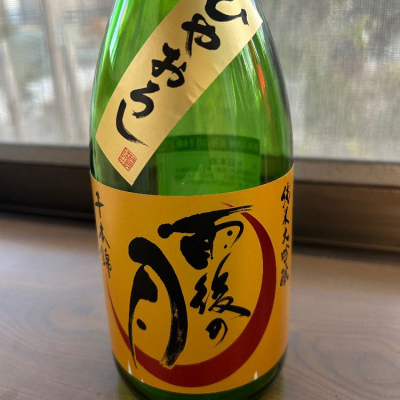 ひやおろし
純米大吟醸
雨後の
月
千本錦